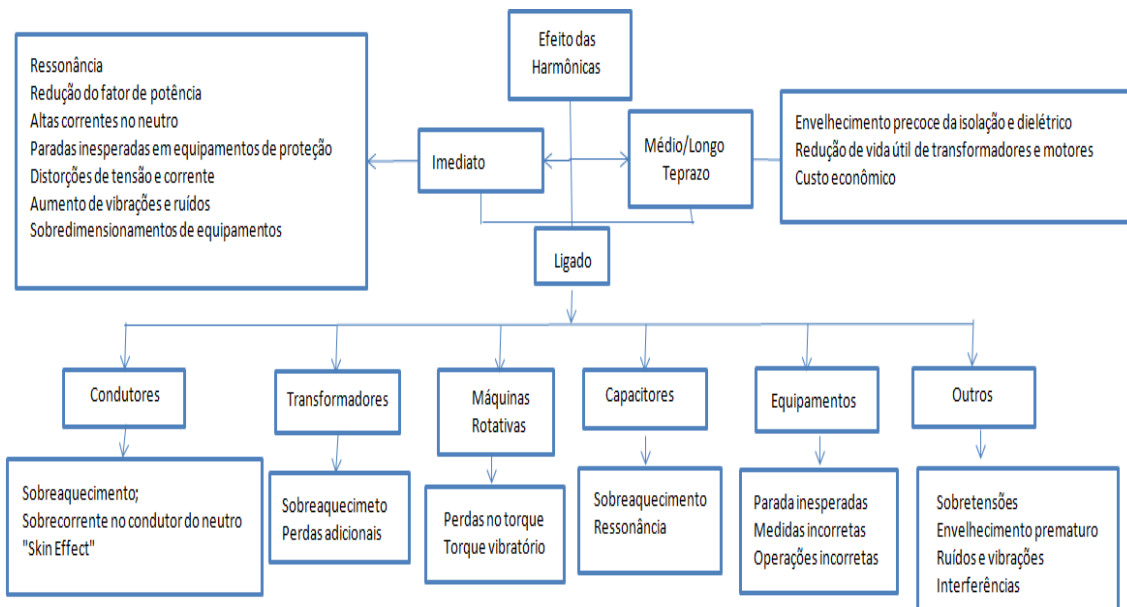 Efeito das
Harmônicas
Ressonância
Redução do fator de potência
Altas correntes no neutro
Paradas inesperadas em equipamentos de proteção
Distorções de tensão e corrente
Aumento de vibrações e ruídos
Sobredimensionamentos de equipamentos
Imediato
Médio/Longo
Teprazo
Envelhecimento precoce da isolação e dielétrico
Redução de vida útil de transformadores e motores
Custo econômico
Ligado
Condutores
Transformadores
Máquinas
Rotativas
Capacitores
Equipamentos
Outros
Sobreaquecimento;
Sobrecorrente no condutor do neutro
"Skin Effect"
Sobreaquecimeto
Perdas adicionais
Perdas no torque
Torque vibratório
Sobreaquecimento
Ressonância
Parada inesperadas
Medidas incorretas
Operações incorretas
Sobretensões
Envelhecimento prematuro
Ruídos e vibrações
Interferências